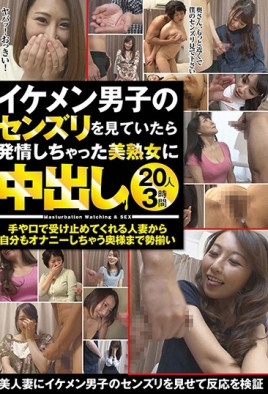 ヤバッ！おっきい！
奥さん、もっと近くで
僕のセンズリ見て下さい
イケメン男子の
センズリを見ていたら
発情しちゃった美熟女に
中出し
20人
3時間
Masturbation Watching & SEX
手や口で受け止めてくれる人妻から
自分もオナニーしちゃう奥様まで勢揃い
美人妻にイケメン男子のセンズリを見せて反応を検証